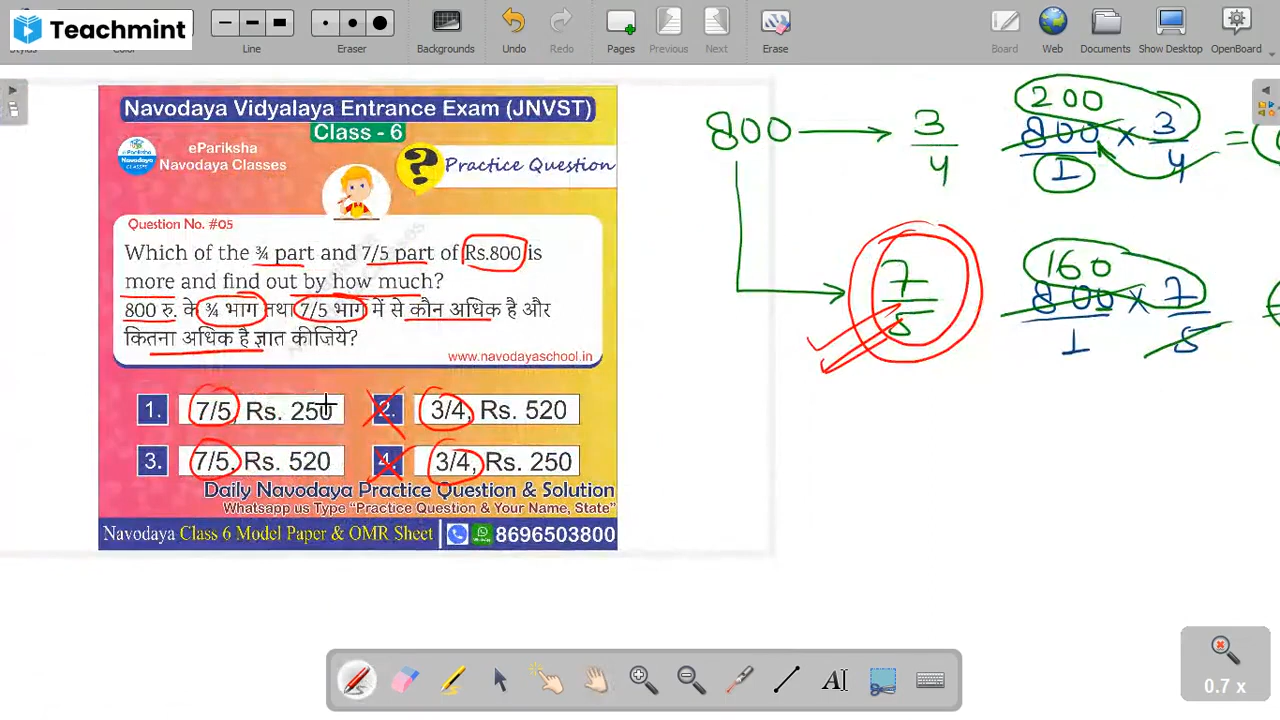 Teachmint
Line
Eraser
Backgrounds
Undo
Redo
Pages
Previous
Next
Erase
Board
Web
Documents
Show Desktop
OpenBoard
Navodaya Vidyalaya Entrance Exam (JNVST)
Class - 6
ePariksha
Navodaya Classes
?
Practice Question
Question No. #05
Which of the ¾ part and 7/5 part of Rs.800 is
more and find out by how much?
800 रु. के ¾ भाग तथा 7/5 भाग में से कौन अधिक है और
कितना अधिक है ज्ञात कीजिये?
www.navodayaschool.in
1. 7/5, Rs. 250
2. 3/4, Rs. 520
3. 7/5, Rs. 520
4. 3/4, Rs. 250
Daily Navodaya Practice Question & Solution
Whatsapp us Type "Practice Question & Your Name, State"
Navodaya Class 6 Model Paper & OMR Sheet
8696503800
800 → 3/4
200
800/1 × 3/4 =
7/5
160
800/1 × 7/5
0.7 x